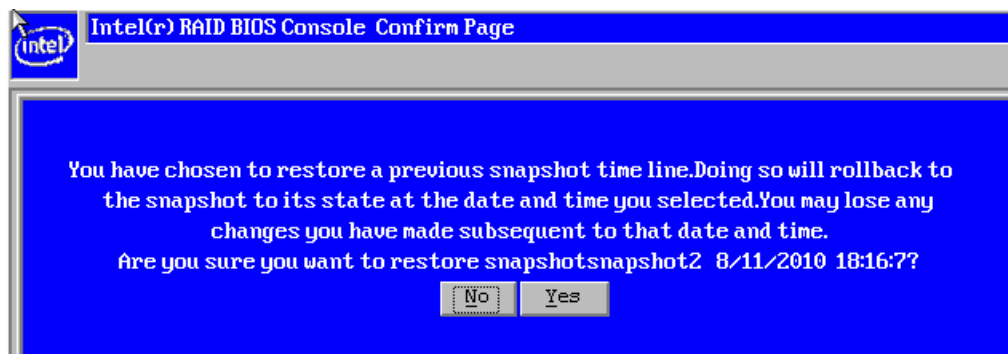 intel
Intel(r) RAID BIOS Console Confirm Page
You have chosen to restore a previous snapshot time line.Doing so will rollback to
the snapshot to its state at the date and time you selected.You may lose any
changes you have made subsequent to that date and time.
Are you sure you want to restore snapshotsnapshot2 8/11/2010 18:16:7?
No Yes